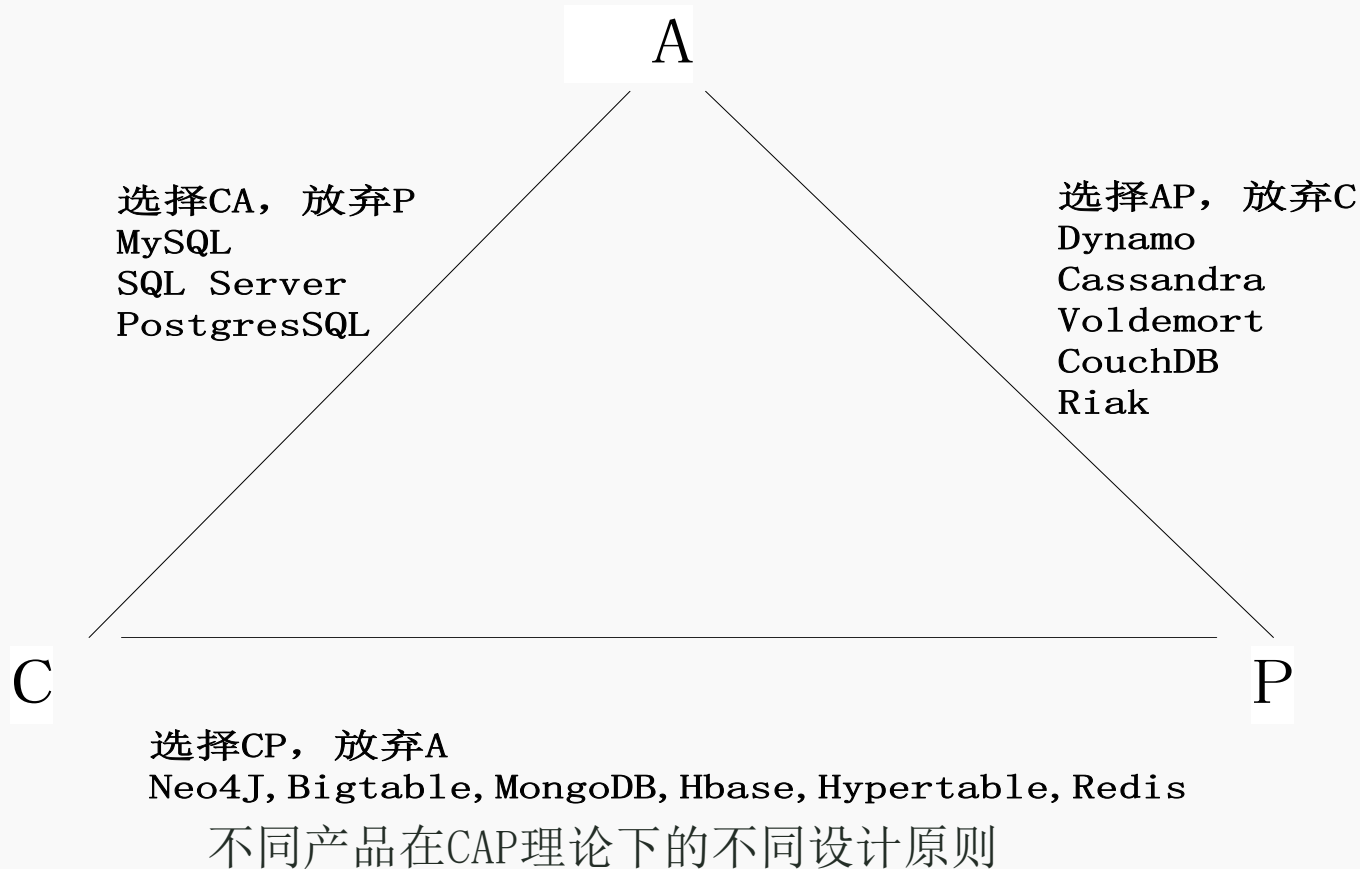 A
选择CA，放弃P
MySQL
SQL Server
PostgresSQL
选择AP，放弃C
Dynamo
Cassandra
Voldemort
CouchDB
Riak
C
P
选择CP，放弃A
Neo4J,Bigtable,MongoDB,Hbase,Hypertable,Redis
不同产品在CAP理论下的不同设计原则